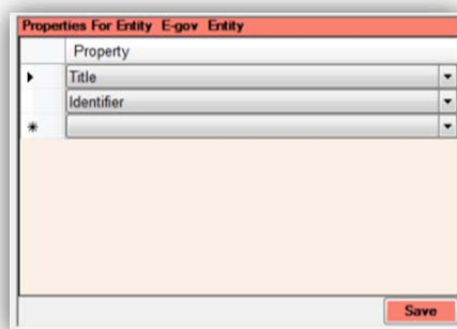 Properties For Entity E-gov Entity
Property
Title
Identifier
*
Save